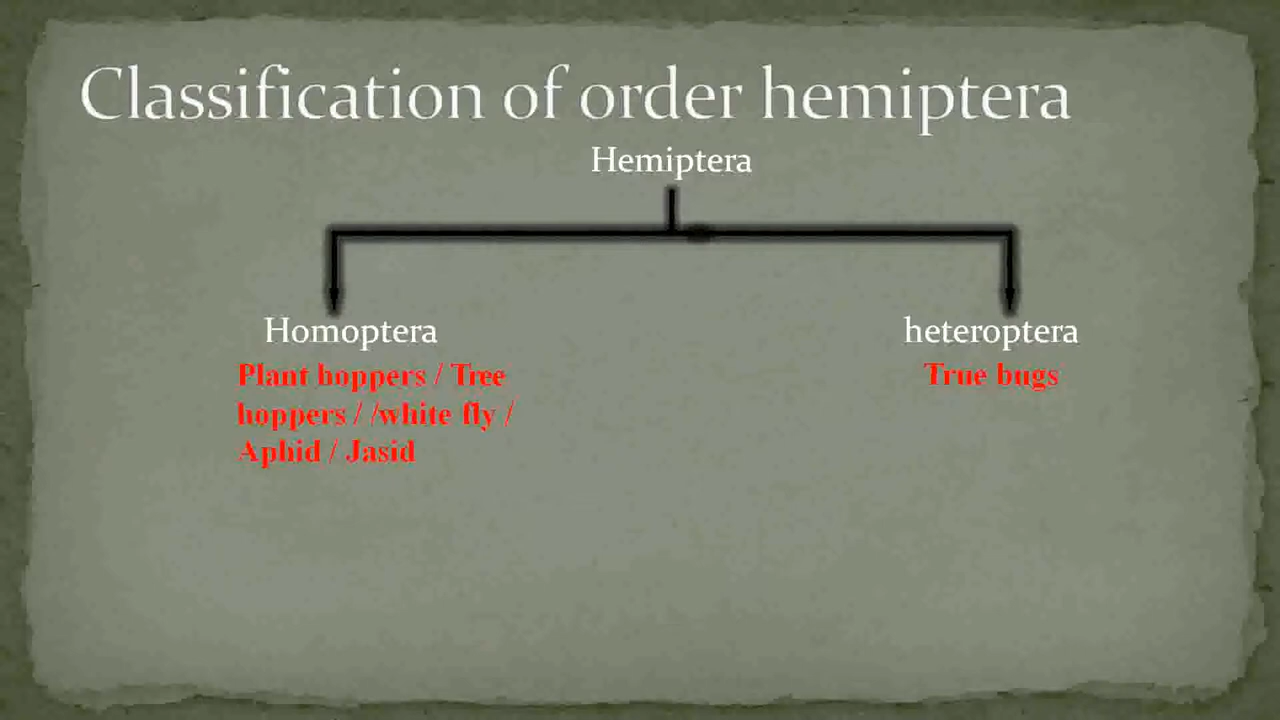 Classification of order hemiptera
Hemiptera
Homoptera
Plant hoppers / Tree
hoppers / /white fly /
Aphid / Jasid
heteroptera
True bugs